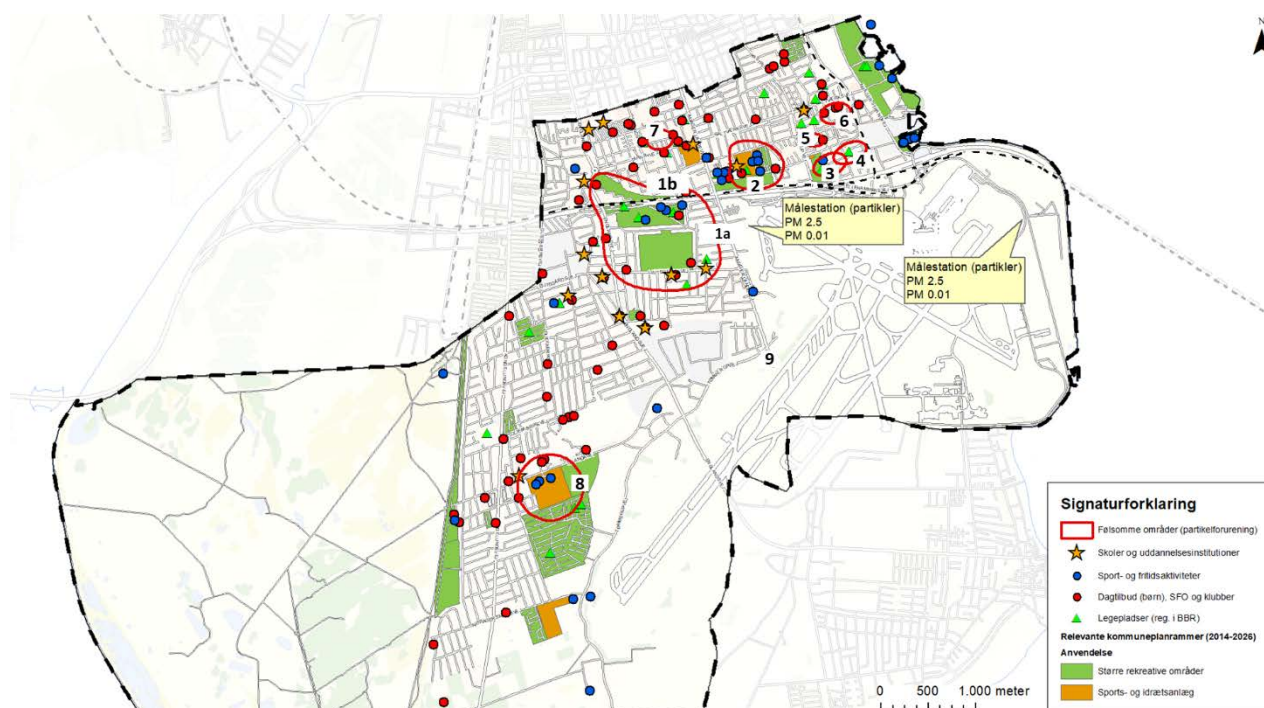 N
6
7
5
4
3
1b
2
Målestation (partikler)
PM 2.5
PM 0.01
1a
Målestation (partikler)
PM 2.5
PM 0.01
9
8
Signaturforklaring
Følsomme områder (partikelforurening)
Skoler og uddannelsesinstitutioner
Sport- og fritidsaktiviteter
Dagtilbud (børn), SFO og klubber
Legepladser (reg. i BBR)
Relevante kommuneplanrammer (2014-2026)
Anvendelse
Større rekreative områder
Sports- og idrætsanlæg
0 500 1.000 meter